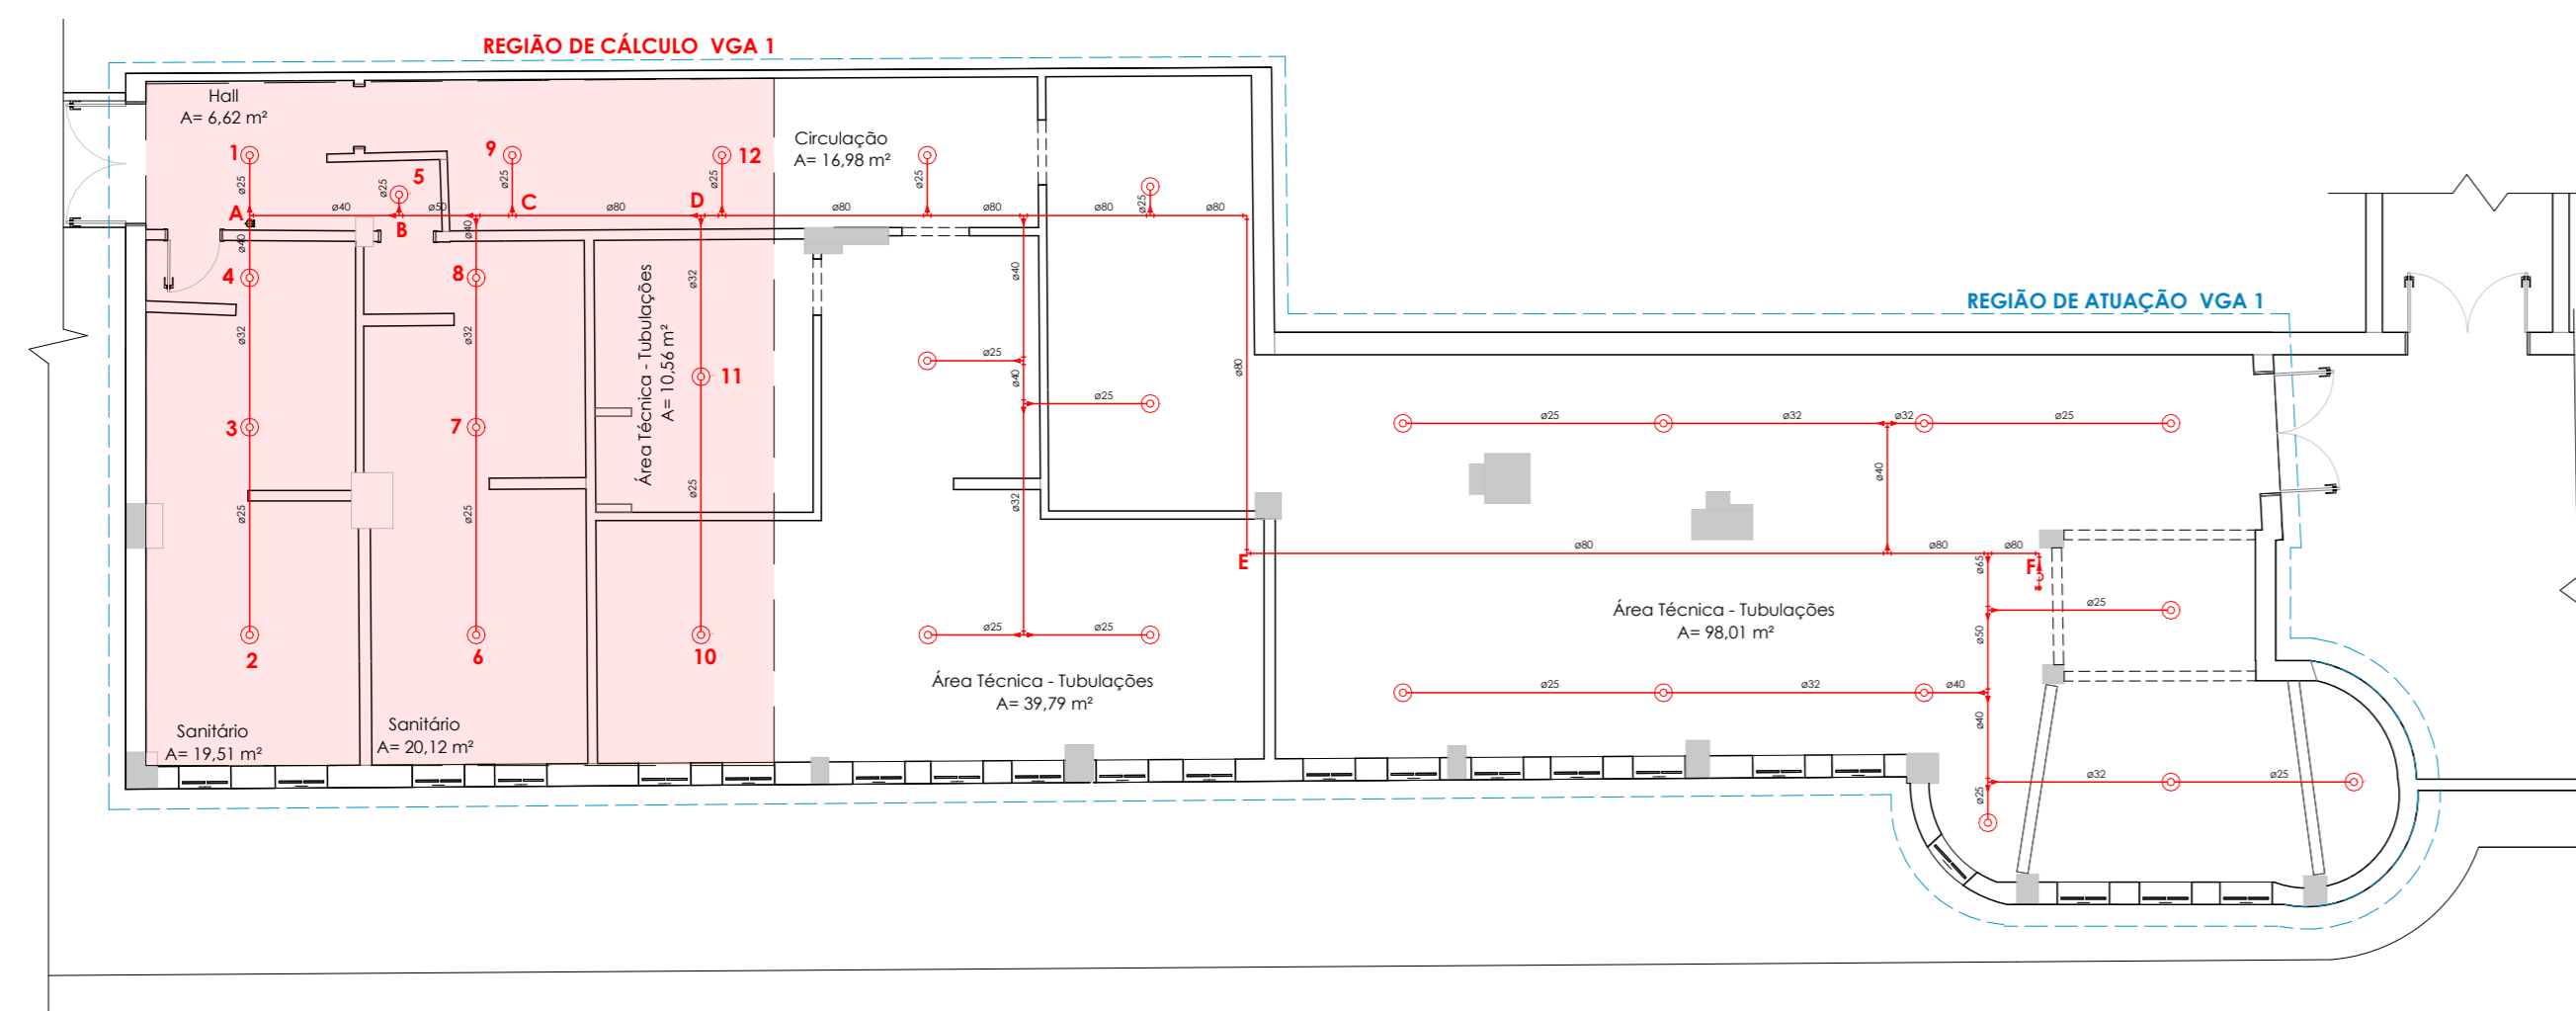 REGIÃO DE CÁLCULO VGA 1
Hall
A= 6,62 m²
Circulação
A= 16,98 m²
1
5
9
12
ø25
ø25
ø25
ø25
ø25
ø25
A
ø40
B
ø50
C
ø80
D
ø80
ø80
ø80
ø80
ø40
ø40
4
8
ø32
ø40
ø32
ø32
Área Técnica - Tubulações
A= 10,56 m²
11
ø25
ø40
ø25
ø80
3
7
ø25
ø25
ø25
ø32
2
6
10
ø25
ø25
Sanitário
A= 19,51 m²
Sanitário
A= 20,12 m²
Área Técnica - Tubulações
A= 39,79 m²
REGIÃO DE ATUAÇÃO VGA 1
ø25
ø32
ø32
ø25
ø40
E
ø80
ø80
ø80
F
ø65
ø25
Área Técnica - Tubulações
A= 98,01 m²
ø50
ø25
ø32
ø40
ø40
ø32
ø25
ø25